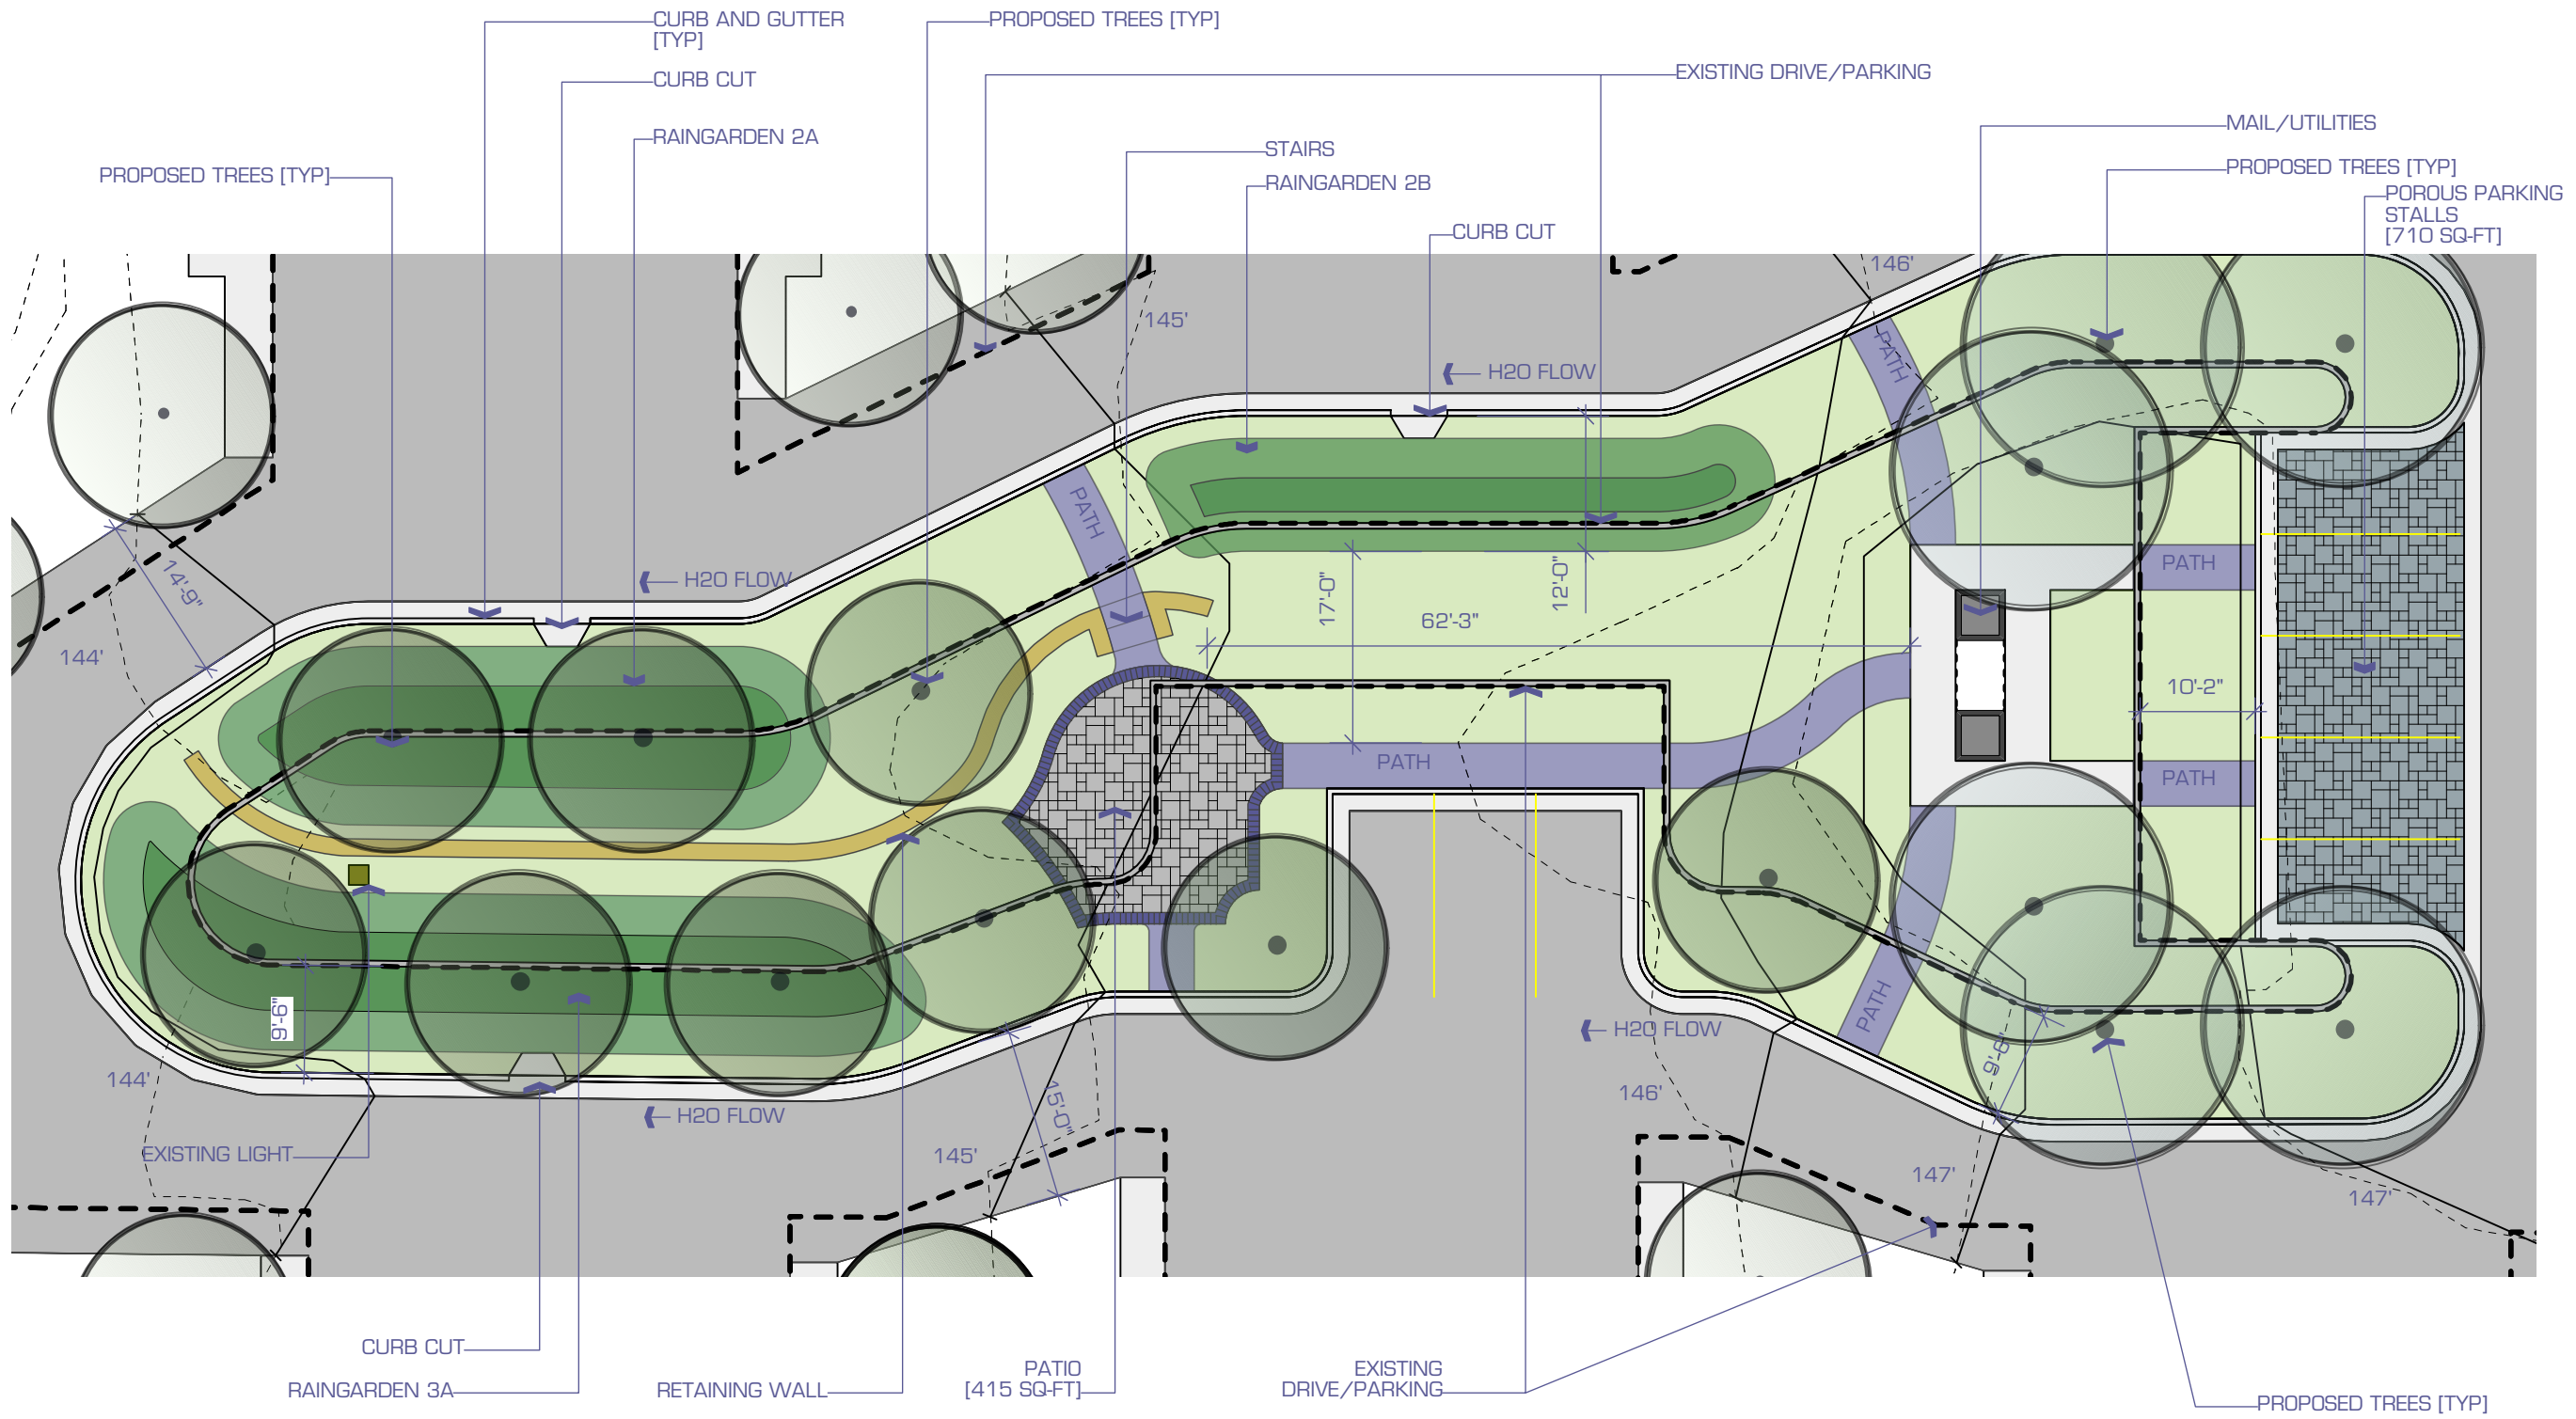 CURB AND GUTTER
[TYP]
PROPOSED TREES [TYP]
CURB CUT
EXISTING DRIVE/PARKING
RAINGARDEN 2A
MAIL/UTILITIES
STAIRS
PROPOSED TREES [TYP]
PROPOSED TREES [TYP]
RAINGARDEN 2B
POROUS PARKING
STALLS
[710 SQ-FT]
CURB CUT
146'
145'
PATH
H2O FLOW
PATH
14'-9"
H2O FLOW
17'-0"
12'-0"
PATH
62'-3"
144'
10'-2"
PATH
PATH
9'-6"
PATH
H2O FLOW
9'-6"
144'
15'-0"
146'
H2O FLOW
EXISTING LIGHT
145'
147'
147'
CURB CUT
RAINGARDEN 3A
RETAINING WALL
PATIO
[415 SQ-FT]
EXISTING
DRIVE/PARKING
PROPOSED TREES [TYP]